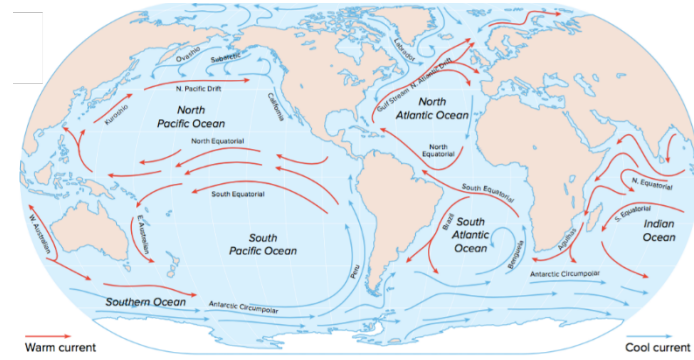 Oyashio
Subarctic
N. Pacific Drift
Kuroshio
California
North
Pacific Ocean
North Equatorial
South Equatorial
W. Australian
E. Australian
South
Pacific Ocean
Peru
Southern Ocean
Antarctic Circumpolar
Labrador
Gulf Stream
N. Atlantic Drift
North
Atlantic Ocean
North
Equatorial
South Equatorial
Brazil
South
Atlantic
Ocean
Benguela
Agulhas
N. Equatorial
S. Equatorial
Indian
Ocean
Antarctic Circumpolar
Warm current
Cool current